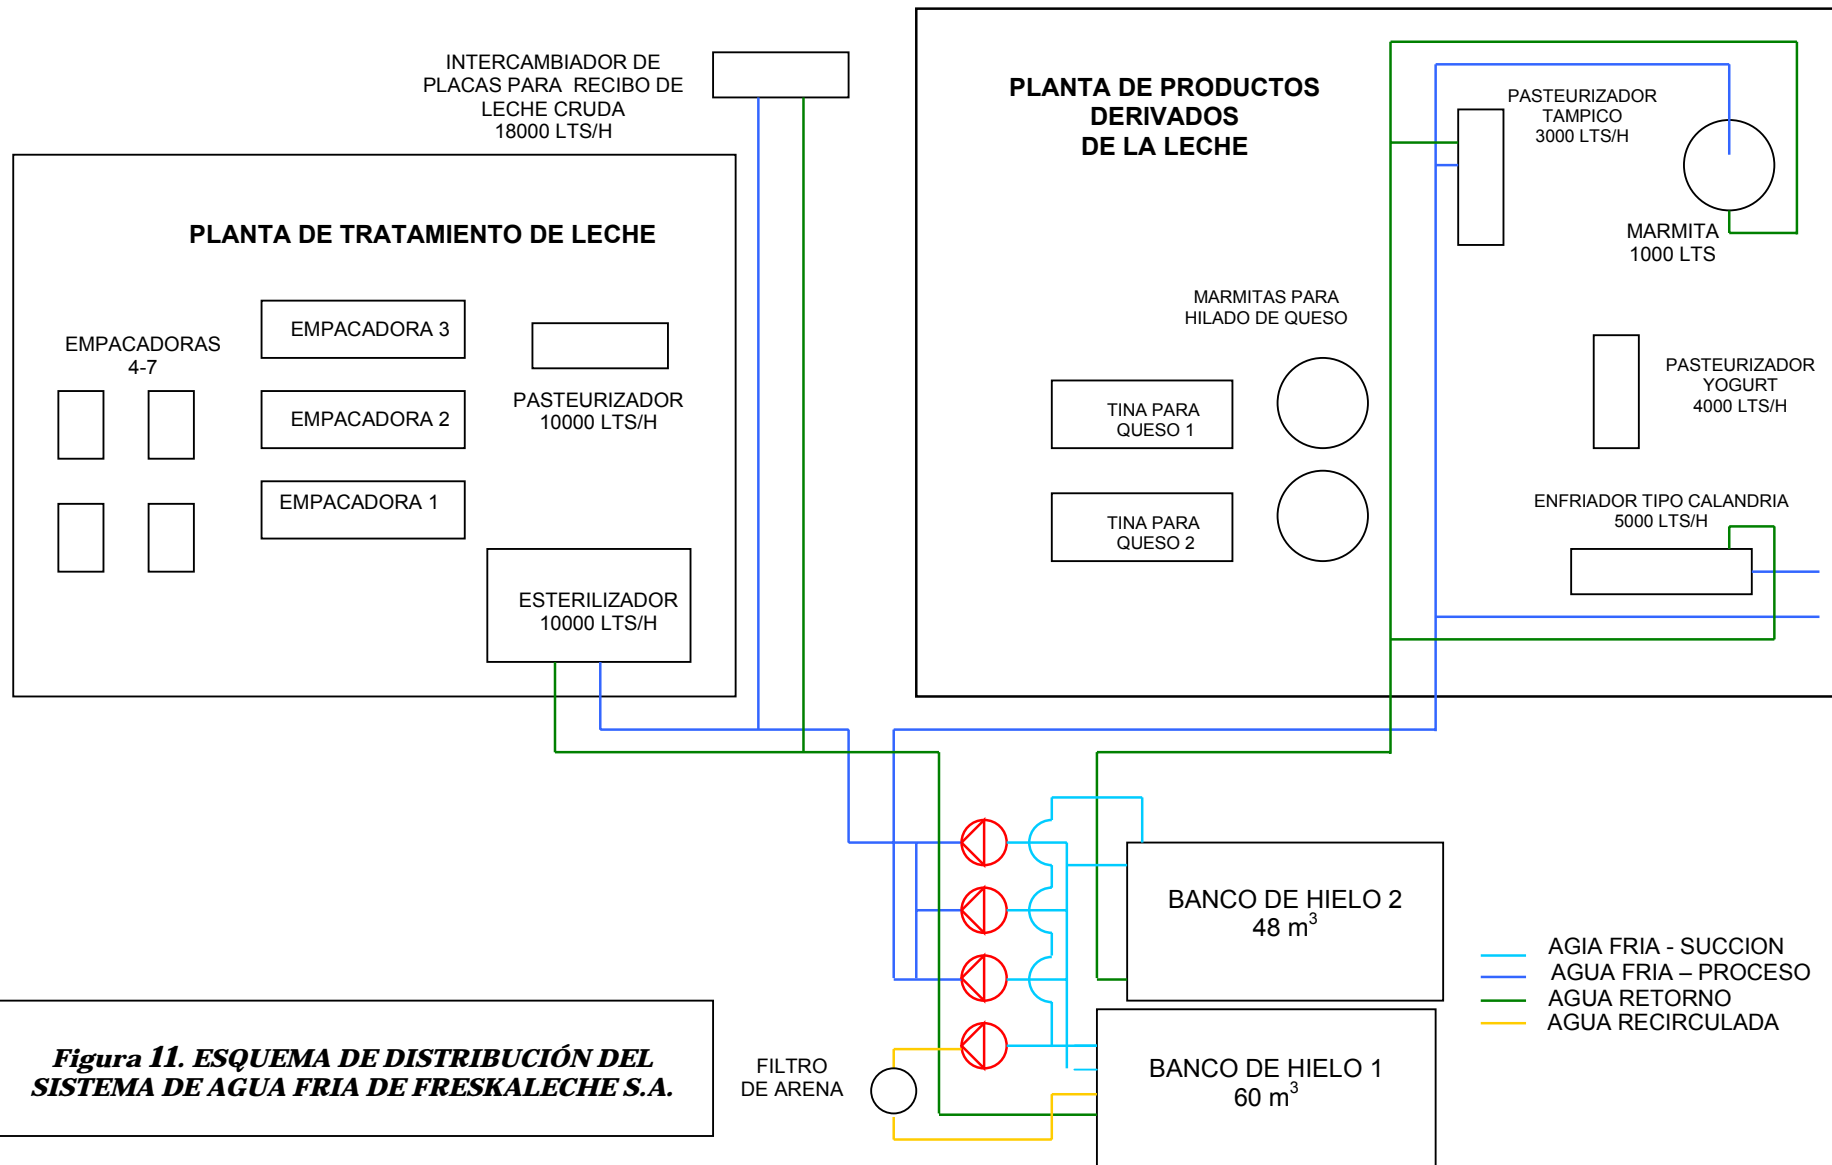 INTERCAMBIADOR DE
PLACAS PARA RECIBO DE
LECHE CRUDA
18000 LTS/H
PLANTA DE TRATAMIENTO DE LECHE
EMPACADORAS
4-7
EMPACADORA 3
EMPACADORA 2
EMPACADORA 1
PASTEURIZADOR
10000 LTS/H
ESTERILIZADOR
10000 LTS/H
PLANTA DE PRODUCTOS
DERIVADOS
DE LA LECHE
PASTEURIZADOR
TAMPICO
3000 LTS/H
MARMITA
1000 LTS
MARMITAS PARA
HILADO DE QUESO
TINA PARA
QUESO 1
TINA PARA
QUESO 2
PASTEURIZADOR
YOGURT
4000 LTS/H
ENFRIADOR TIPO CALANDRIA
5000 LTS/H
BANCO DE HIELO 2
48 m³
BANCO DE HIELO 1
60 m³
AGIA FRIA - SUCCION
AGUA FRIA – PROCESO
AGUA RETORNO
AGUA RECIRCULADA
FILTRO
DE ARENA
Figura 11. ESQUEMA DE DISTRIBUCIÓN DEL
SISTEMA DE AGUA FRIA DE FRESKALECHE S.A.